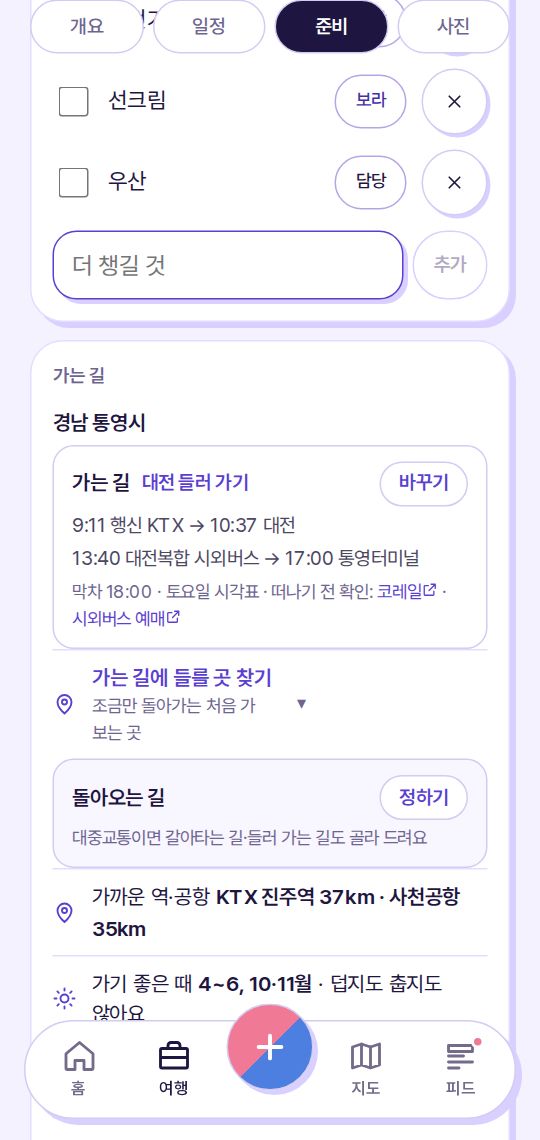 개요
일정
준비
사진
선크림
보라
×
우산
담당
×
더 챙길 것
추가
가는 길
경남 통영시
가는 길 대전 들러 가기
바꾸기
9:11 행신 KTX → 10:37 대전
13:40 대전복합 시외버스 → 17:00 통영터미널
막차 18:00 · 토요일 시각표 · 떠나기 전 확인: 코레일 ·
시외버스 예매
가는 길에 들를 곳 찾기
조금만 돌아가는 처음 가
보는 곳
▼
돌아오는 길
정하기
대중교통이면 갈아타는 길·들러 가는 길도 골라 드려요
가까운 역·공항 KTX 진주역 37km · 사천공항
35km
가기 좋은 때 4~6, 10·11월 · 덥지도 춥지도
않아요
홈
여행
+
지도
피드